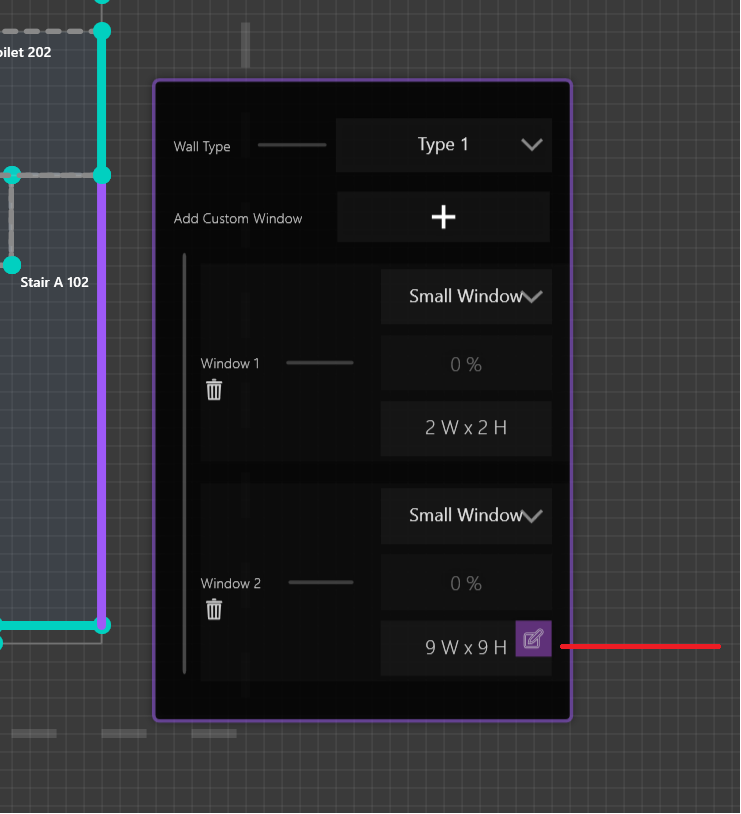 oilet 202
Wall Type
Type 1
Add Custom Window
Stair A 102
Small Window
Window 1
0 %
2 W x 2 H
Small Window
Window 2
0 %
9 W x 9 H